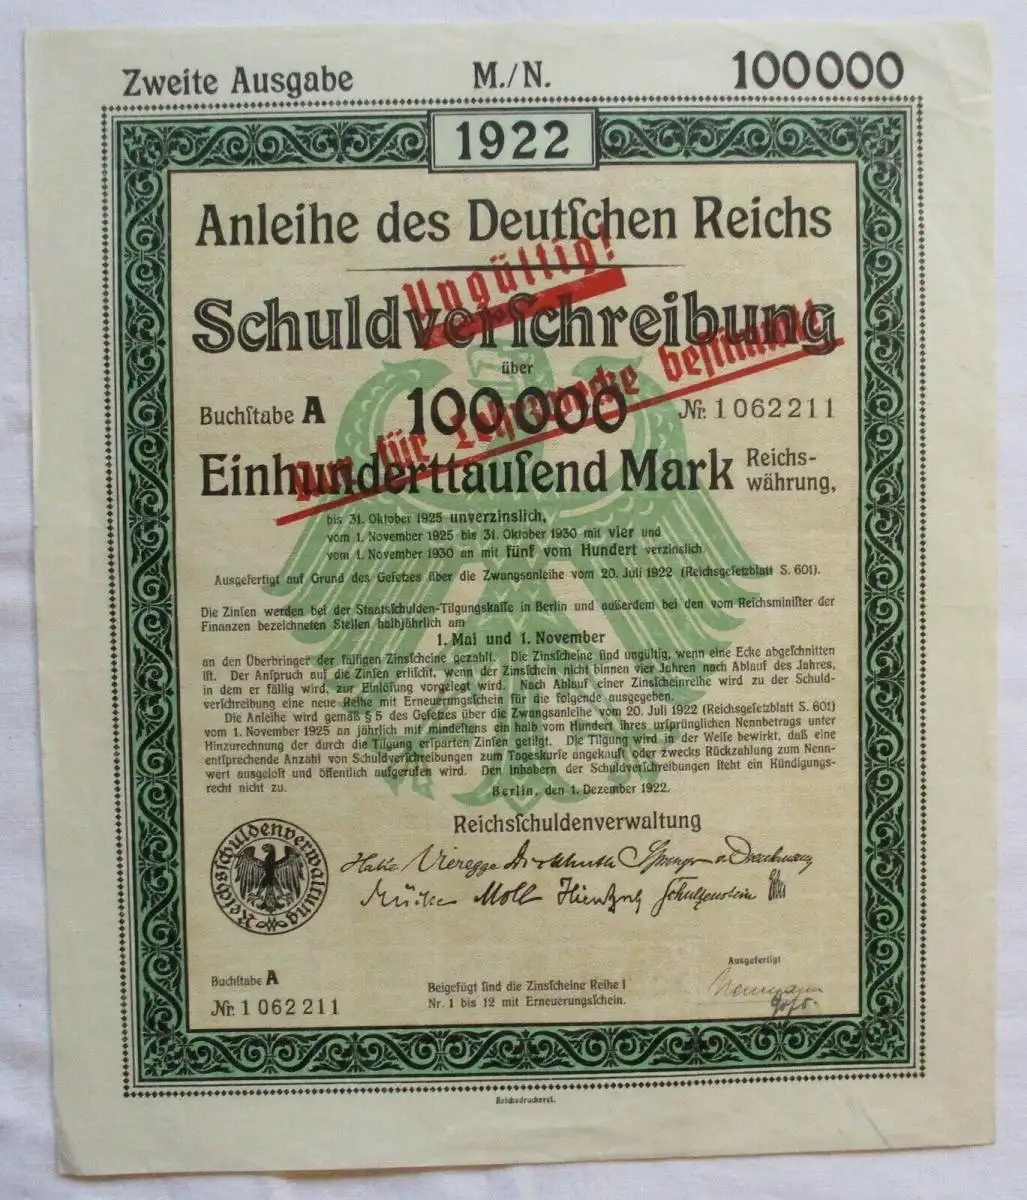 Zweite Ausgabe M./N. 100000
1922
Anleihe des Deutſchen Reichs
Ungültig!
Schuldverſchreibung
über
Buchſtabe A 100000 Nr. 1062211
Nur für Lehrzwecke beſtimmt!
Einhunderttauſend Mark Reichs-
währung,
bis 31. Oktober 1925 unverzinslich,
vom 1. November 1925 bis 31. Oktober 1930 mit vier und
vom 1. November 1930 an mit fünf vom Hundert verzinslich.
Ausgefertigt auf Grund des Geſetzes über die Zwangsanleihe vom 20. Juli 1922 (Reichsgeſetzblatt S. 601).
Die Zinſen werden bei der Staatsſchulden-Tilgungskaſſe in Berlin und außerdem bei den vom Reichsminiſter der
Finanzen bezeichneten Stellen halbjährlich am
1. Mai und 1. November
an den Überbringer der fälligen Zinsſcheine gezahlt. Die Zinsſcheine ſind ungültig, wenn eine Ecke abgeſchnitten
iſt. Der Anſpruch auf die Zinſen erliſcht, wenn der Zinsſchein nicht binnen vier Jahren nach Ablauf des Jahres,
in dem er fällig wird, zur Einlöſung vorgelegt wird. Nach Ablauf einer Zinsſcheinreihe wird zu der Schuld-
verſchreibung eine neue Reihe mit Erneuerungsſchein für die folgende ausgegeben.
Die Anleihe wird gemäß § 5 des Geſetzes über die Zwangsanleihe vom 20. Juli 1922 (Reichsgeſetzblatt S. 601)
vom 1. November 1925 an jährlich mit mindeſtens ein halb vom Hundert ihres urſprünglichen Nennbetrags unter
Hinzurechnung der durch die Tilgung erſparten Zinſen getilgt. Die Tilgung wird in der Weiſe bewirkt, daß eine
entſprechende Anzahl von Schuldverſchreibungen zum Tageskurſe angekauft oder zwecks Rückzahlung zum Nenn-
wert ausgeloſt und öffentlich aufgerufen wird. Den Inhabern der Schuldverſchreibungen ſteht ein Kündigungs-
recht nicht zu.
Berlin, den 1. Dezember 1922.
Reichsſchuldenverwaltung
Reichsſchuldenverwaltung
Halle Vieregge Springer
Mücke Moll Schultzenstein
Ausgefertigt
Buchſtabe A
Nr. 1062211
Beigefügt ſind die Zinsſcheine Reihe I
Nr. 1 bis 12 mit Erneuerungsſchein.
Reichsdruckerei.